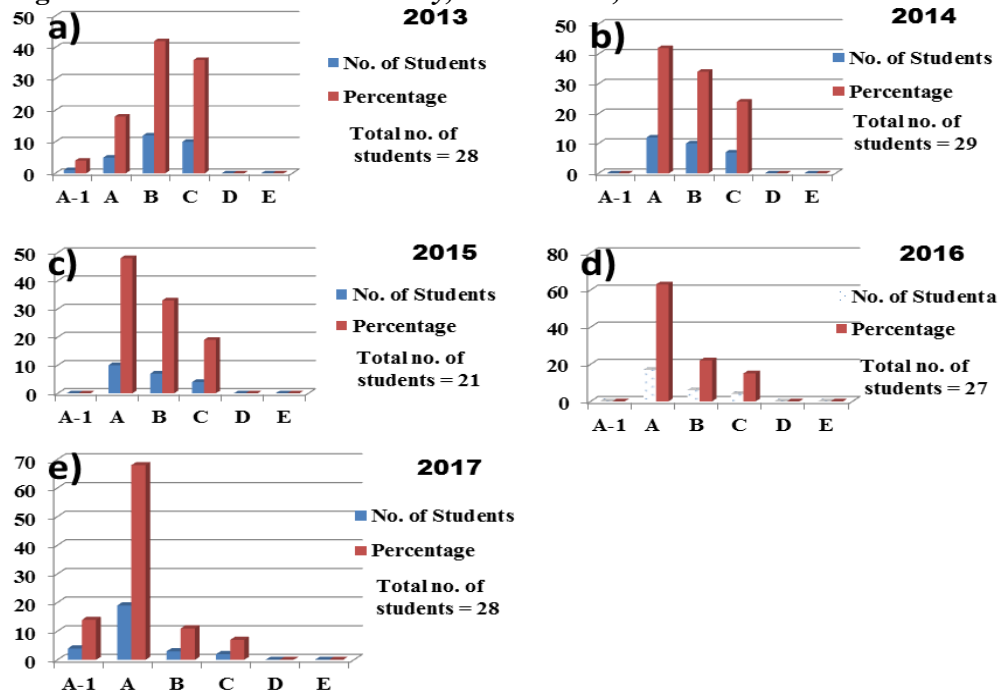 a)
2013
50
40
30
20
10
0
A-1 A B C D E
No. of Students
Percentage
Total no. of
students = 28
b)
2014
50
40
30
20
10
0
A-1 A B C D E
No. of Students
Percentage
Total no. of
students = 29
c)
2015
50
40
30
20
10
0
A-1 A B C D E
No. of Students
Percentage
Total no. of
students = 21
d)
2016
80
60
40
20
0
A-1 A B C D E
No. of Studenta
Percentage
Total no. of
students = 27
e)
2017
70
60
50
40
30
20
10
0
A-1 A B C D E
No. of Students
Percentage
Total no. of
students = 28